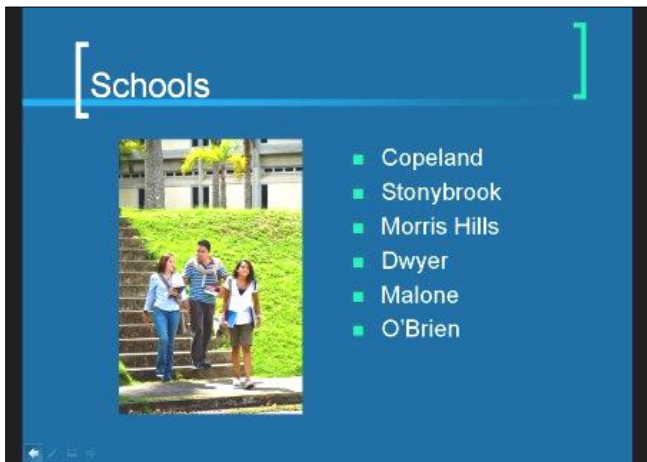 Schools
Copeland
Stonybrook
Morris Hills
Dwyer
Malone
O'Brien